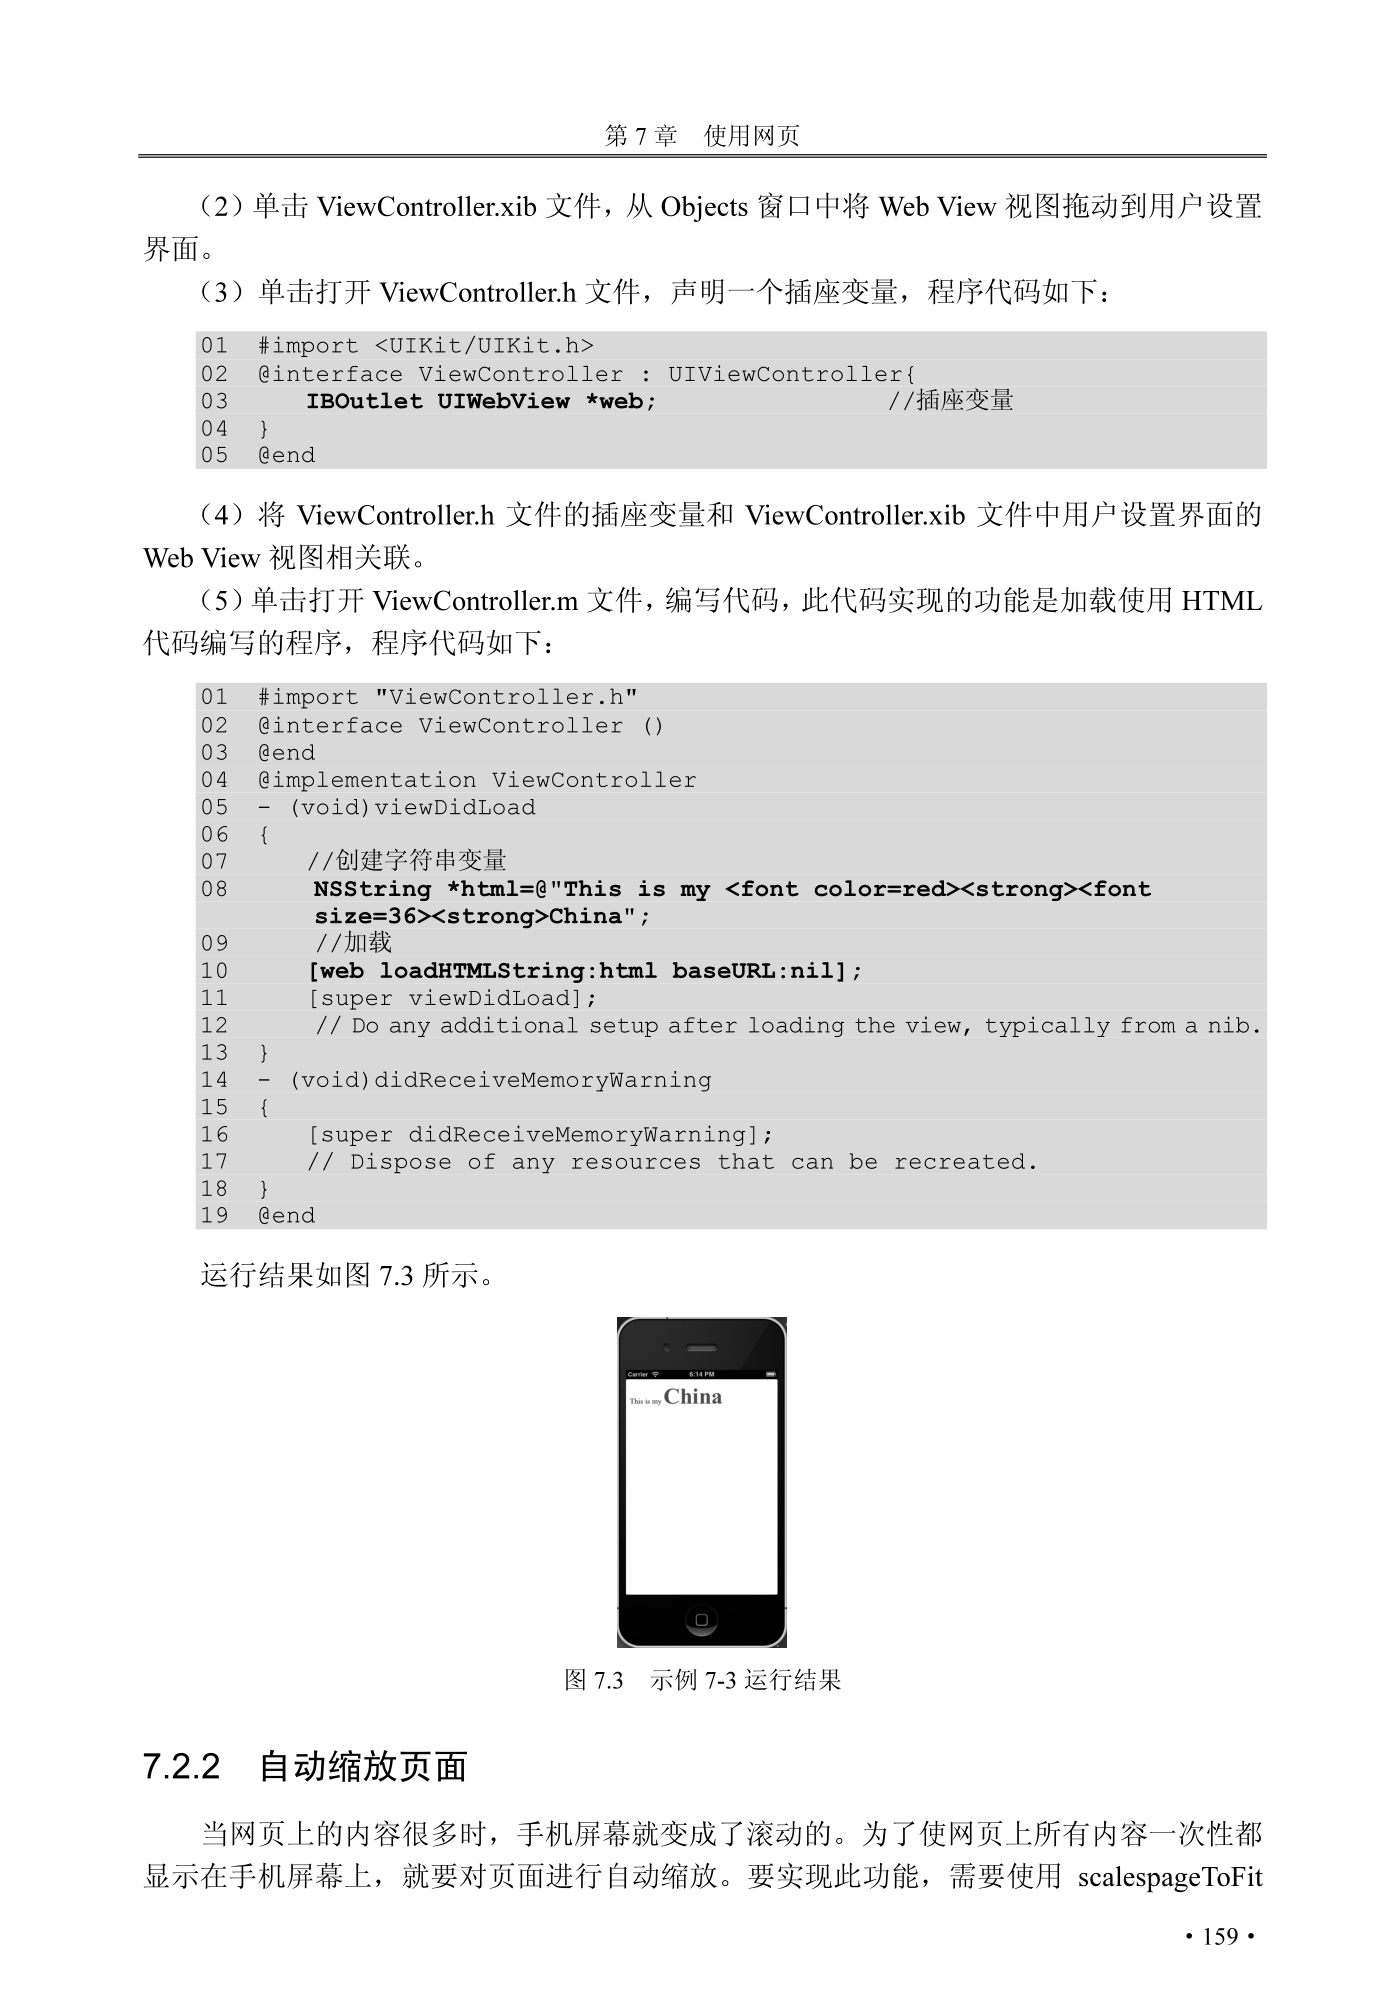 第 7 章　使用网页
（2）单击 ViewController.xib 文件，从 Objects 窗口中将 Web View 视图拖动到用户设置
界面。
（3）单击打开 ViewController.h 文件，声明一个插座变量，程序代码如下：
01 #import <UIKit/UIKit.h>
02 @interface ViewController : UIViewController{
03 IBOutlet UIWebView *web; //插座变量
04 }
05 @end
（4）将 ViewController.h 文件的插座变量和 ViewController.xib 文件中用户设置界面的
Web View 视图相关联。
（5）单击打开 ViewController.m 文件，编写代码，此代码实现的功能是加载使用 HTML
代码编写的程序，程序代码如下：
01 #import "ViewController.h"
02 @interface ViewController ()
03 @end
04 @implementation ViewController
05 - (void)viewDidLoad
06 {
07 //创建字符串变量
08 NSString *html=@"This is my <font color=red><strong><font
size=36><strong>China";
09 //加载
10 [web loadHTMLString:html baseURL:nil];
11 [super viewDidLoad];
12 // Do any additional setup after loading the view, typically from a nib.
13 }
14 - (void)didReceiveMemoryWarning
15 {
16 [super didReceiveMemoryWarning];
17 // Dispose of any resources that can be recreated.
18 }
19 @end
运行结果如图 7.3 所示。
Carrier 6:14 PM
This is my China
图 7.3　示例 7-3 运行结果
7.2.2　自动缩放页面
当网页上的内容很多时，手机屏幕就变成了滚动的。为了使网页上所有内容一次性都
显示在手机屏幕上，就要对页面进行自动缩放。要实现此功能，需要使用 scalespageToFit
• 159 •